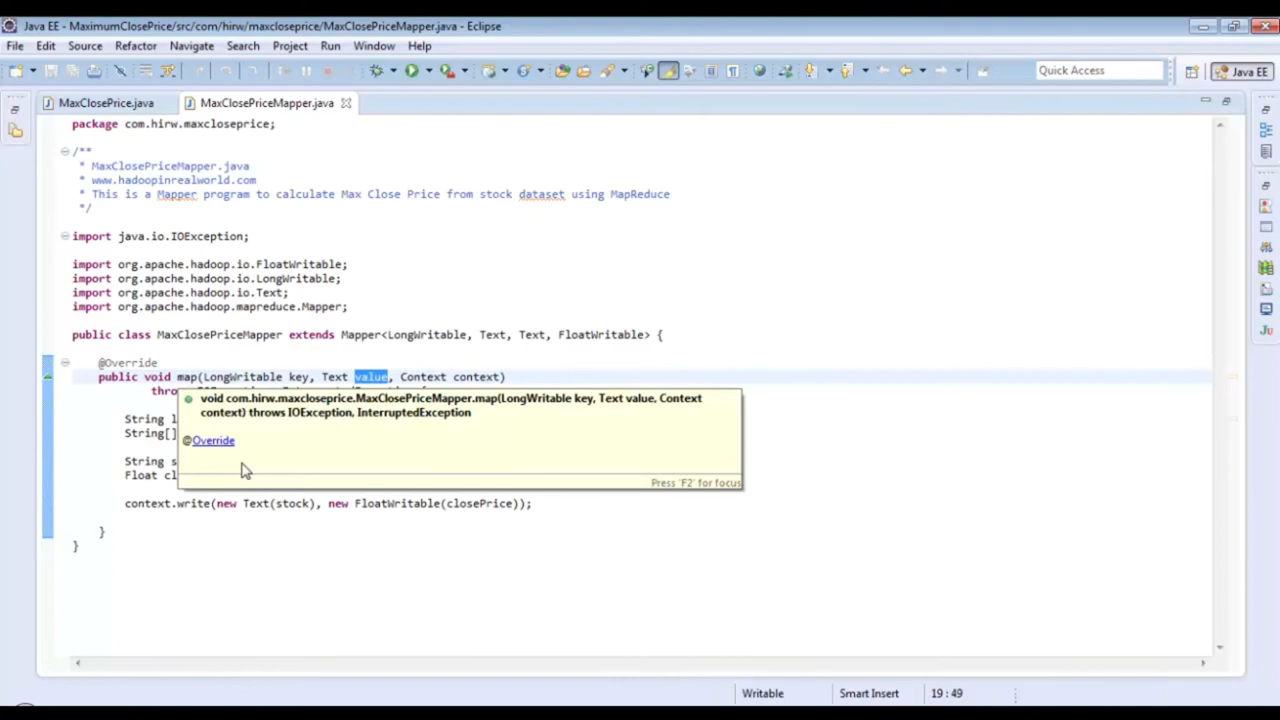 Java EE - MaximumClosePrice/src/com/hirw/maxcloseprice/MaxClosePriceMapper.java - Eclipse
File Edit Source Refactor Navigate Search Project Run Window Help
Quick Access Java EE
MaxClosePrice.java MaxClosePriceMapper.java
package com.hirw.maxcloseprice;
/**
* MaxClosePriceMapper.java
* www.hadoopinrealworld.com
* This is a Mapper program to calculate Max Close Price from stock dataset using MapReduce
*/
import java.io.IOException;
import org.apache.hadoop.io.FloatWritable;
import org.apache.hadoop.io.LongWritable;
import org.apache.hadoop.io.Text;
import org.apache.hadoop.mapreduce.Mapper;
public class MaxClosePriceMapper extends Mapper<LongWritable, Text, Text, FloatWritable> {
@Override
public void map(LongWritable key, Text value, Context context)
void com.hirw.maxcloseprice.MaxClosePriceMapper.map(LongWritable key, Text value, Context
context) throws IOException, InterruptedException
String l
String[]
@Override
String s
Float cl
Press 'F2' for focus
context.write(new Text(stock), new FloatWritable(closePrice));
}
}
Writable Smart Insert 19 : 49